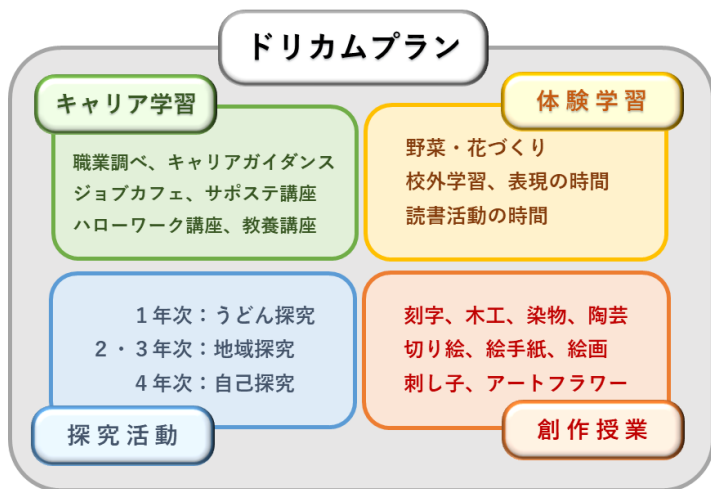 ドリカムプラン
キャリア学習
職業調べ、キャリアガイダンス
ジョブカフェ、サポステ講座
ハローワーク講座、教養講座
体験学習
野菜・花づくり
校外学習、表現の時間
読書活動の時間
１年次：うどん探究
２・３年次：地域探究
４年次：自己探究
探究活動
刻字、木工、染物、陶芸
切り絵、絵手紙、絵画
刺し子、アートフラワー
創作授業